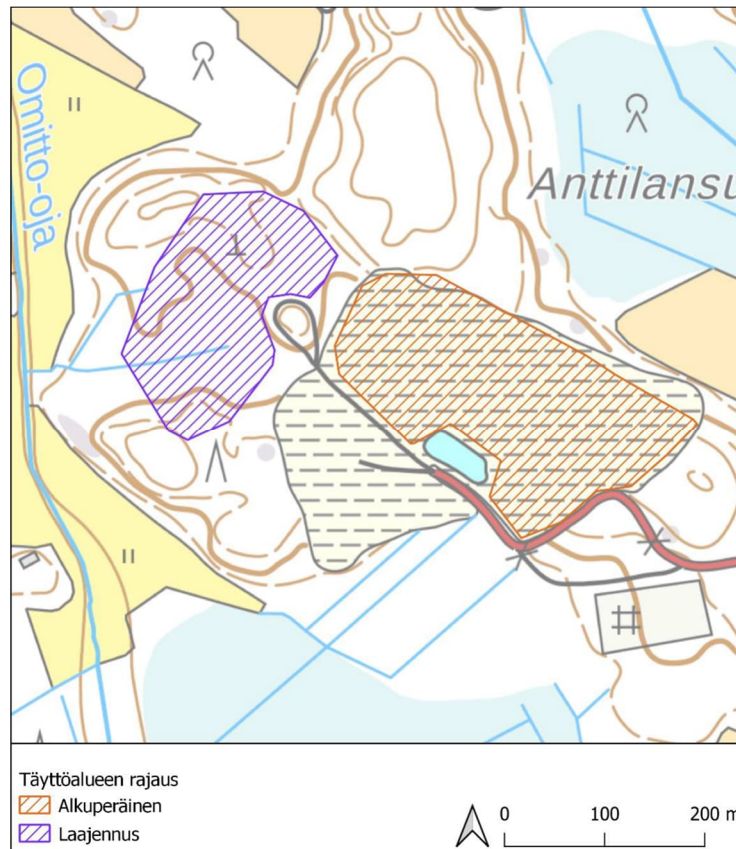 Omitto-oja
Anttilansu
Täyttöalueen rajaus
Alkuperäinen
Laajennus
0 100 200 m